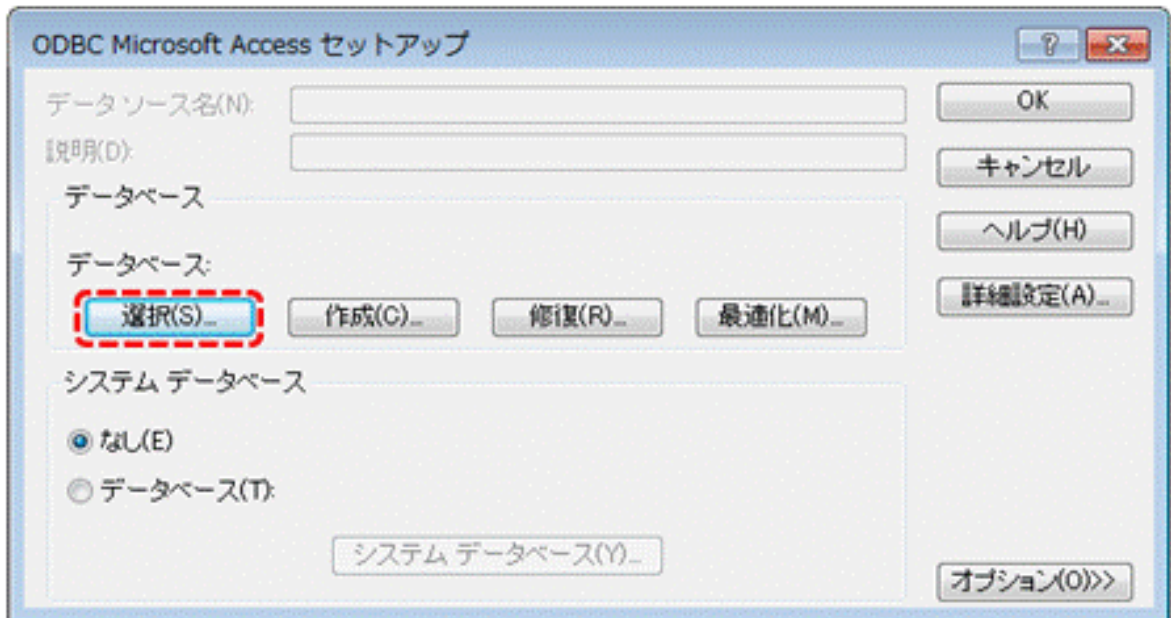 ODBC Microsoft Access セットアップ
データソース名(N):
OK
説明(D):
キャンセル
データベース
ヘルプ(H)
データベース:
詳細設定(A)...
選択(S)...
作成(C)...
修復(R)...
最適化(M)...
システム データベース
なし(E)
データベース(T):
システム データベース(Y)...
オプション(O)>>